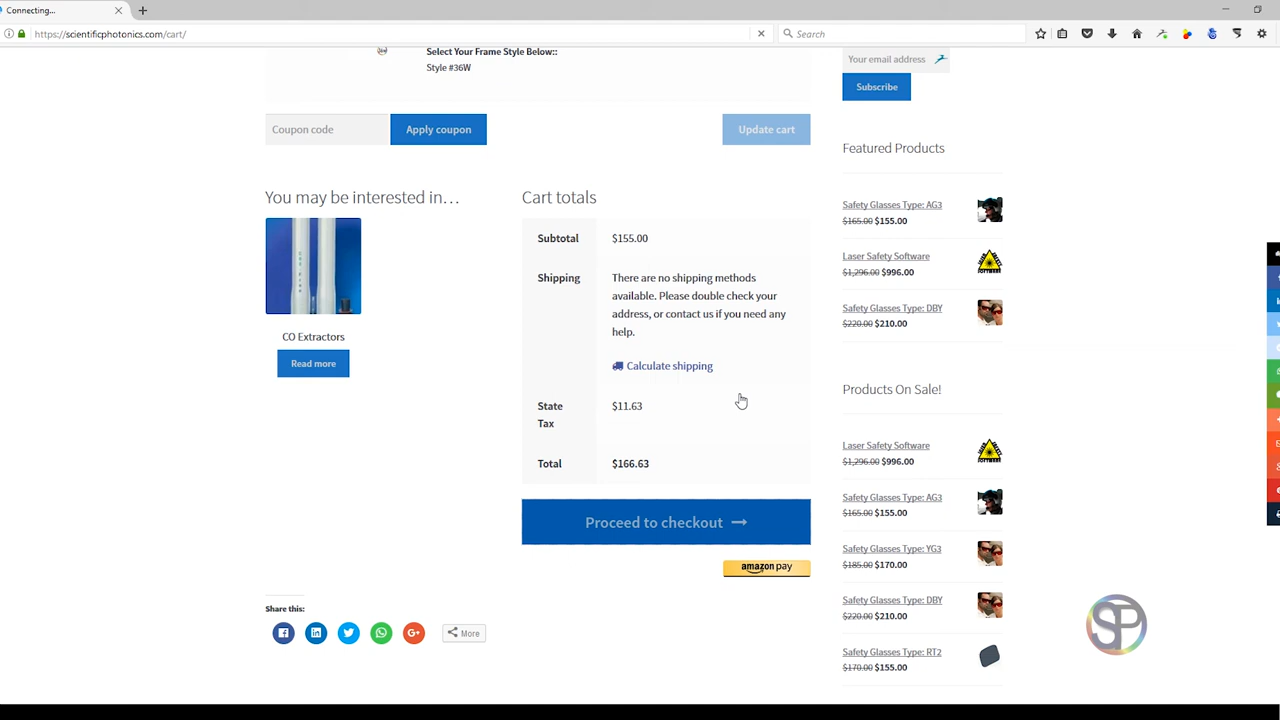 Connecting...
https://scientificphotonics.com/cart/
Search
Select Your Frame Style Below::
Style #36W
Coupon code
Apply coupon
Update cart
You may be interested in…
CO Extractors
Read more
Cart totals
Subtotal $155.00
Shipping
There are no shipping methods
available. Please double check your
address, or contact us if you need any
help.
Calculate shipping
State
Tax
$11.63
Total $166.63
Proceed to checkout
amazon pay
Share this:
More
Your email address
Subscribe
Featured Products
Safety Glasses Type: AG3
$165.00 $155.00
Laser Safety Software
$1,296.00 $996.00
Safety Glasses Type: DBY
$220.00 $210.00
Products On Sale!
Laser Safety Software
$1,296.00 $996.00
Safety Glasses Type: AG3
$165.00 $155.00
Safety Glasses Type: YG3
$185.00 $170.00
Safety Glasses Type: DBY
$220.00 $210.00
Safety Glasses Type: RT2
$170.00 $155.00
SP